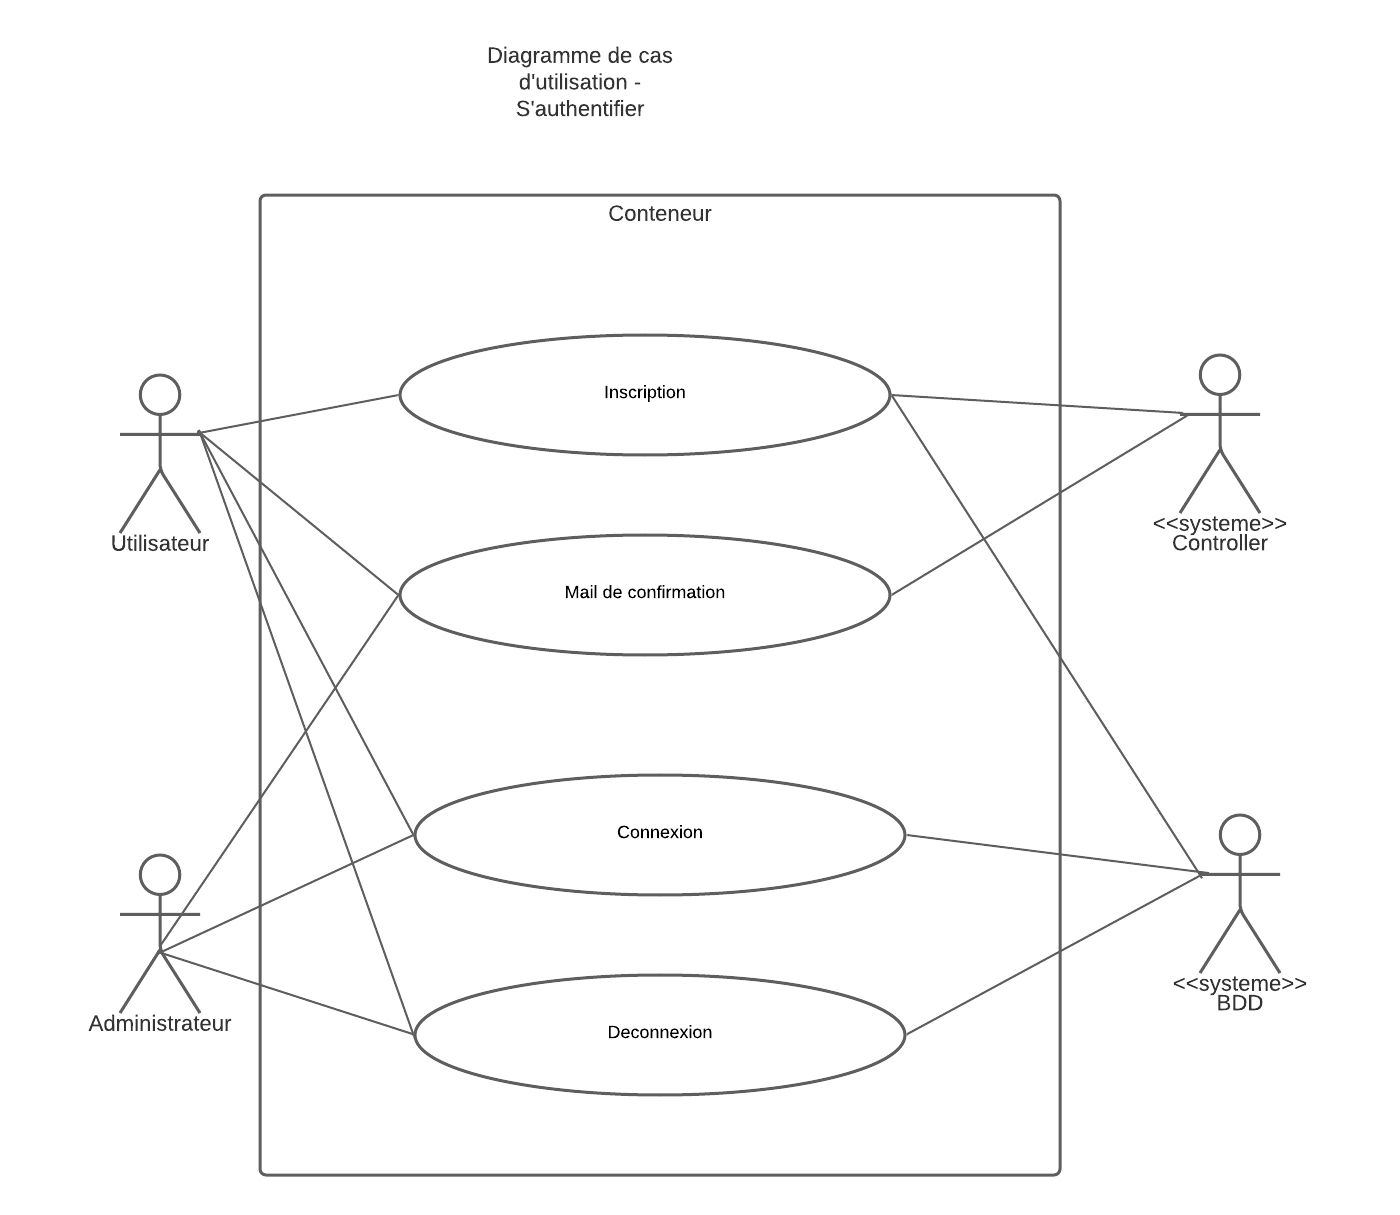 Diagramme de cas
d'utilisation -
S'authentifier
Conteneur
Inscription
Utilisateur
<<systeme>>
Controller
Mail de confirmation
Connexion
Administrateur
<<systeme>>
BDD
Deconnexion